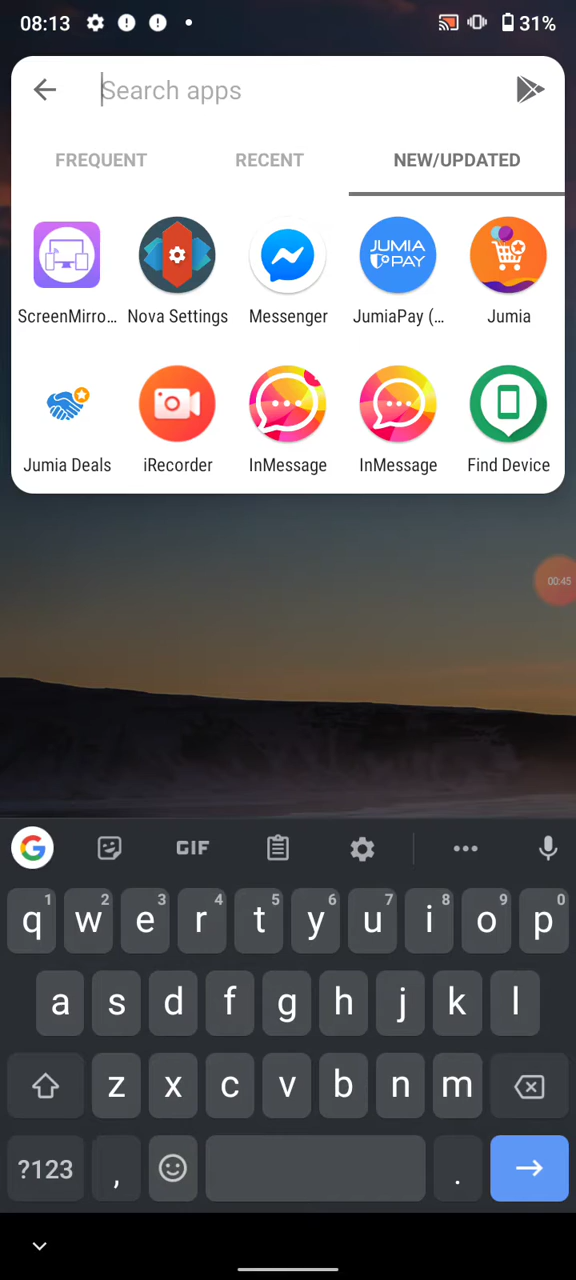 08:13 31%
Search apps
FREQUENT RECENT NEW/UPDATED
JUMIA PAY
ScreenMirro... Nova Settings Messenger JumiaPay (... Jumia
Jumia Deals iRecorder InMessage InMessage Find Device
00:45
G GIF
1 2 3 4 5 6 7 8 9 0
q w e r t y u i o p
a s d f g h j k l
z x c v b n m
?123 , .